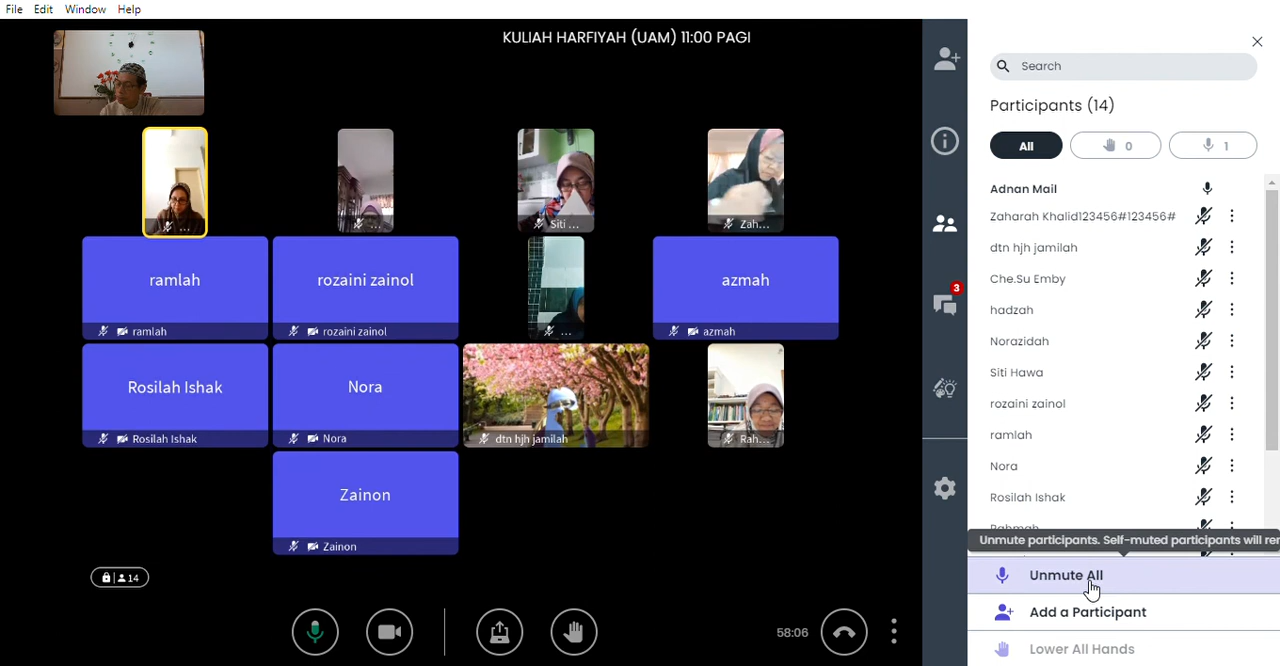 File Edit Window Help
KULIAH HARFIYAH (UAM) 11:00 PAGI
...
...
Siti ...
Zah...
ramlah
ramlah
rozaini zainol
rozaini zainol
...
azmah
azmah
Rosilah Ishak
Rosilah Ishak
Nora
Nora
dtn hjh jamilah
Rah...
Zainon
Zainon
14
58:06
3
Search
Participants (14)
All 0 1
Adnan Mail
Zaharah Khalid123456#123456#
dtn hjh jamilah
Che.Su Emby
hadzah
Norazidah
Siti Hawa
rozaini zainol
ramlah
Nora
Rosilah Ishak
Rahmah
Unmute participants. Self-muted participants will rer
Unmute All
Add a Participant
Lower All Hands